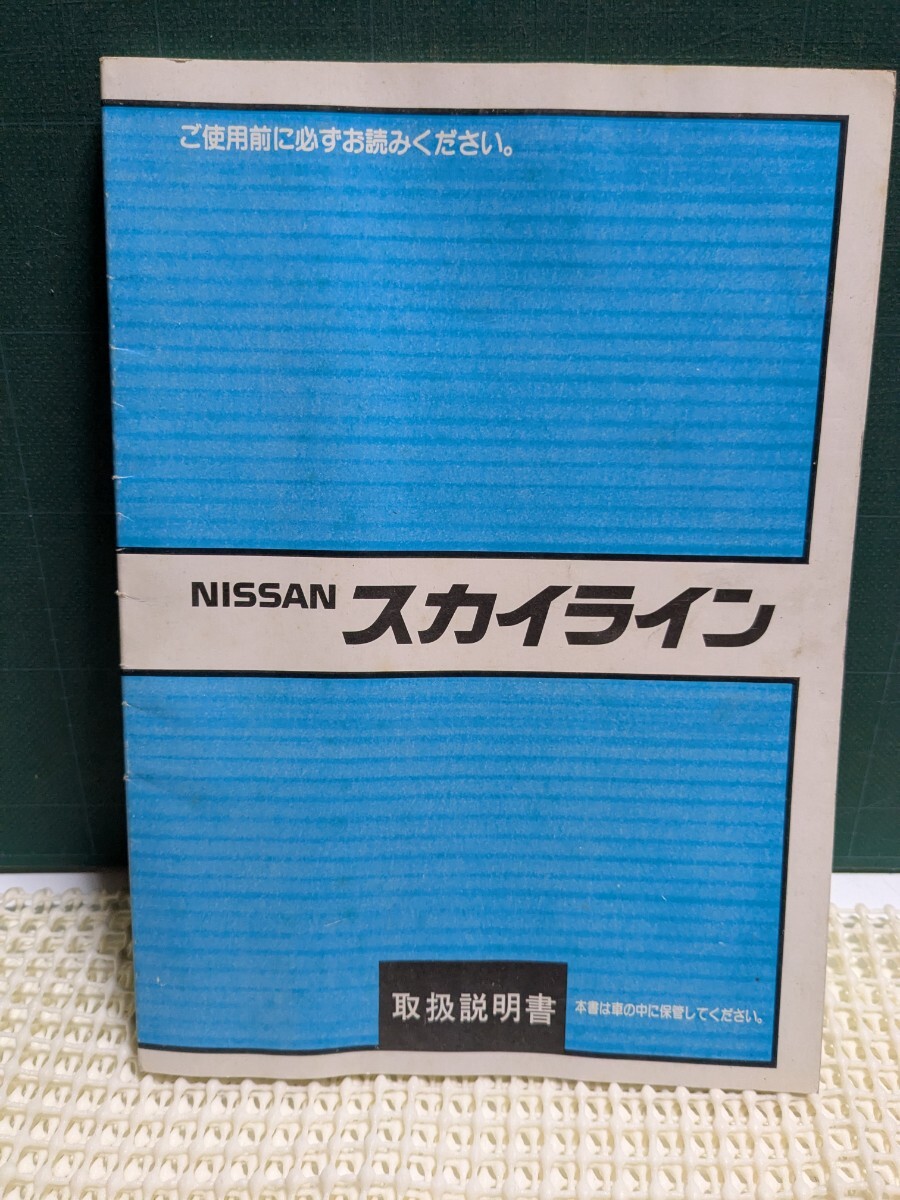 ご使用前に必ずお読みください。
NISSAN スカイライン
取扱説明書
本書は車の中に保管してください。